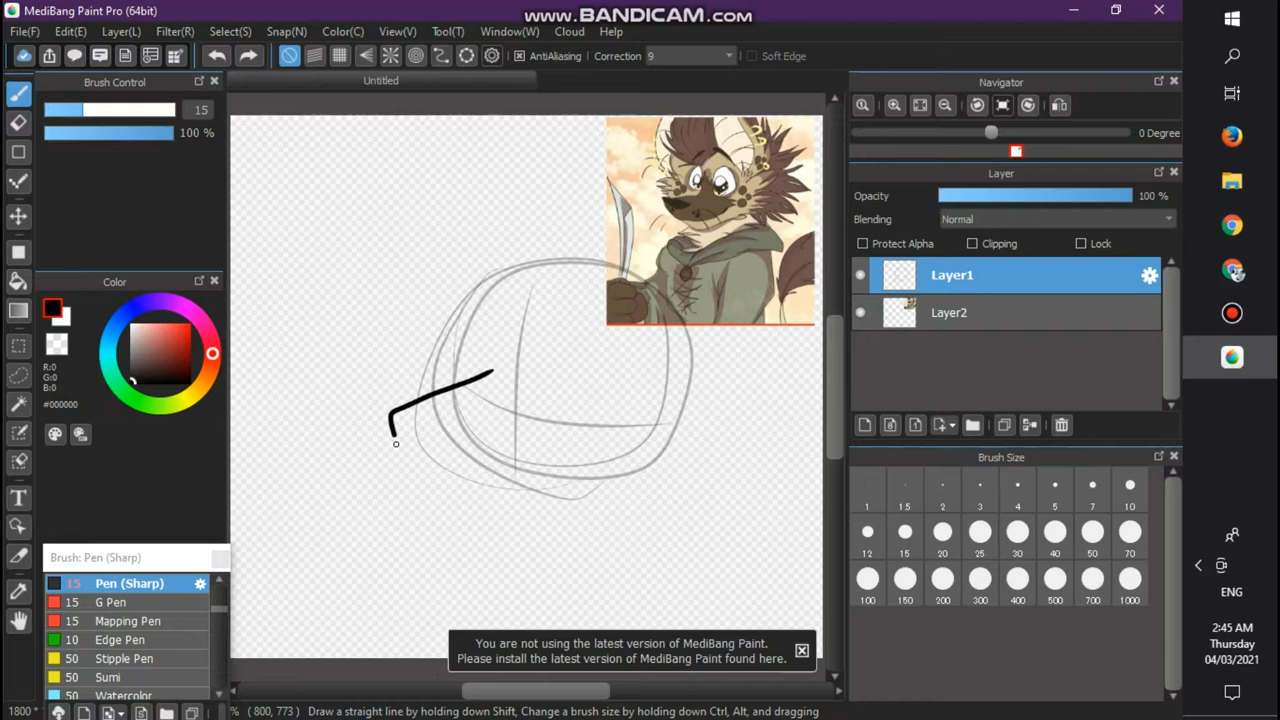 MediBang Paint Pro (64bit)
www.BANDICAM.com
File(F) Edit(E) Layer(L) Filter(R) Select(S) Snap(N) Color(C) View(V) Tool(T) Window(W) Cloud Help
AntiAliasing Correction 9 Soft Edge
Brush Control
15
100 %
Untitled
Navigator
0 Degree
Layer
Opacity 100 %
Blending Normal
Protect Alpha Clipping Lock
Layer1
Layer2
Color
R:0
G:0
B:0
#000000
Brush Size
1 1.5 2 3 4 5 7 10
12 15 20 25 30 40 50 70
100 150 200 300 400 500 700 1000
Brush: Pen (Sharp)
15 Pen (Sharp)
15 G Pen
15 Mapping Pen
10 Edge Pen
50 Stipple Pen
50 Sumi
50 Watercolor
You are not using the latest version of MediBang Paint.
Please install the latest version of MediBang Paint found here.
1800 * % ( 800, 773 ) Draw a straight line by holding down Shift, Change a brush size by holding down Ctrl, Alt, and dragging
ENG
2:45 AM
Thursday
04/03/2021